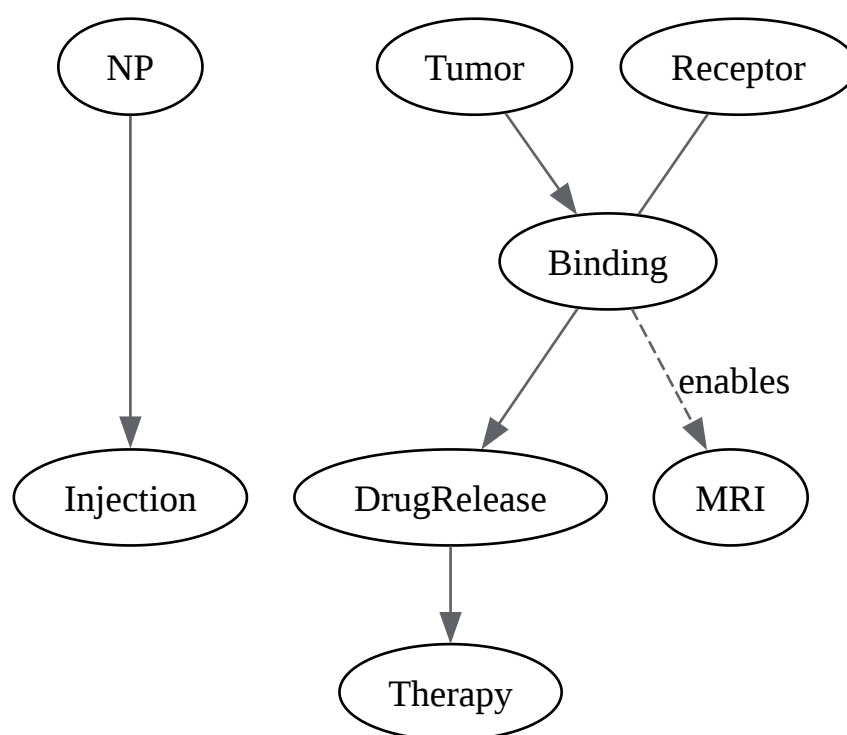 NP
Tumor
Receptor
Binding
enables
Injection
DrugRelease
MRI
Therapy